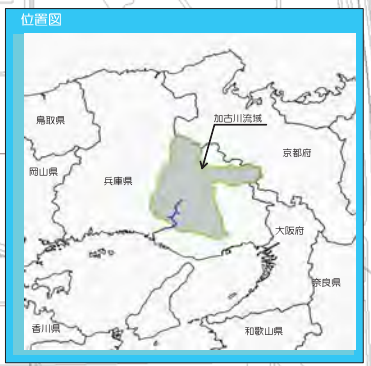 位置図
加古川流域
鳥取県
京都府
岡山県
兵庫県
大阪府
奈良県
香川県
和歌山県